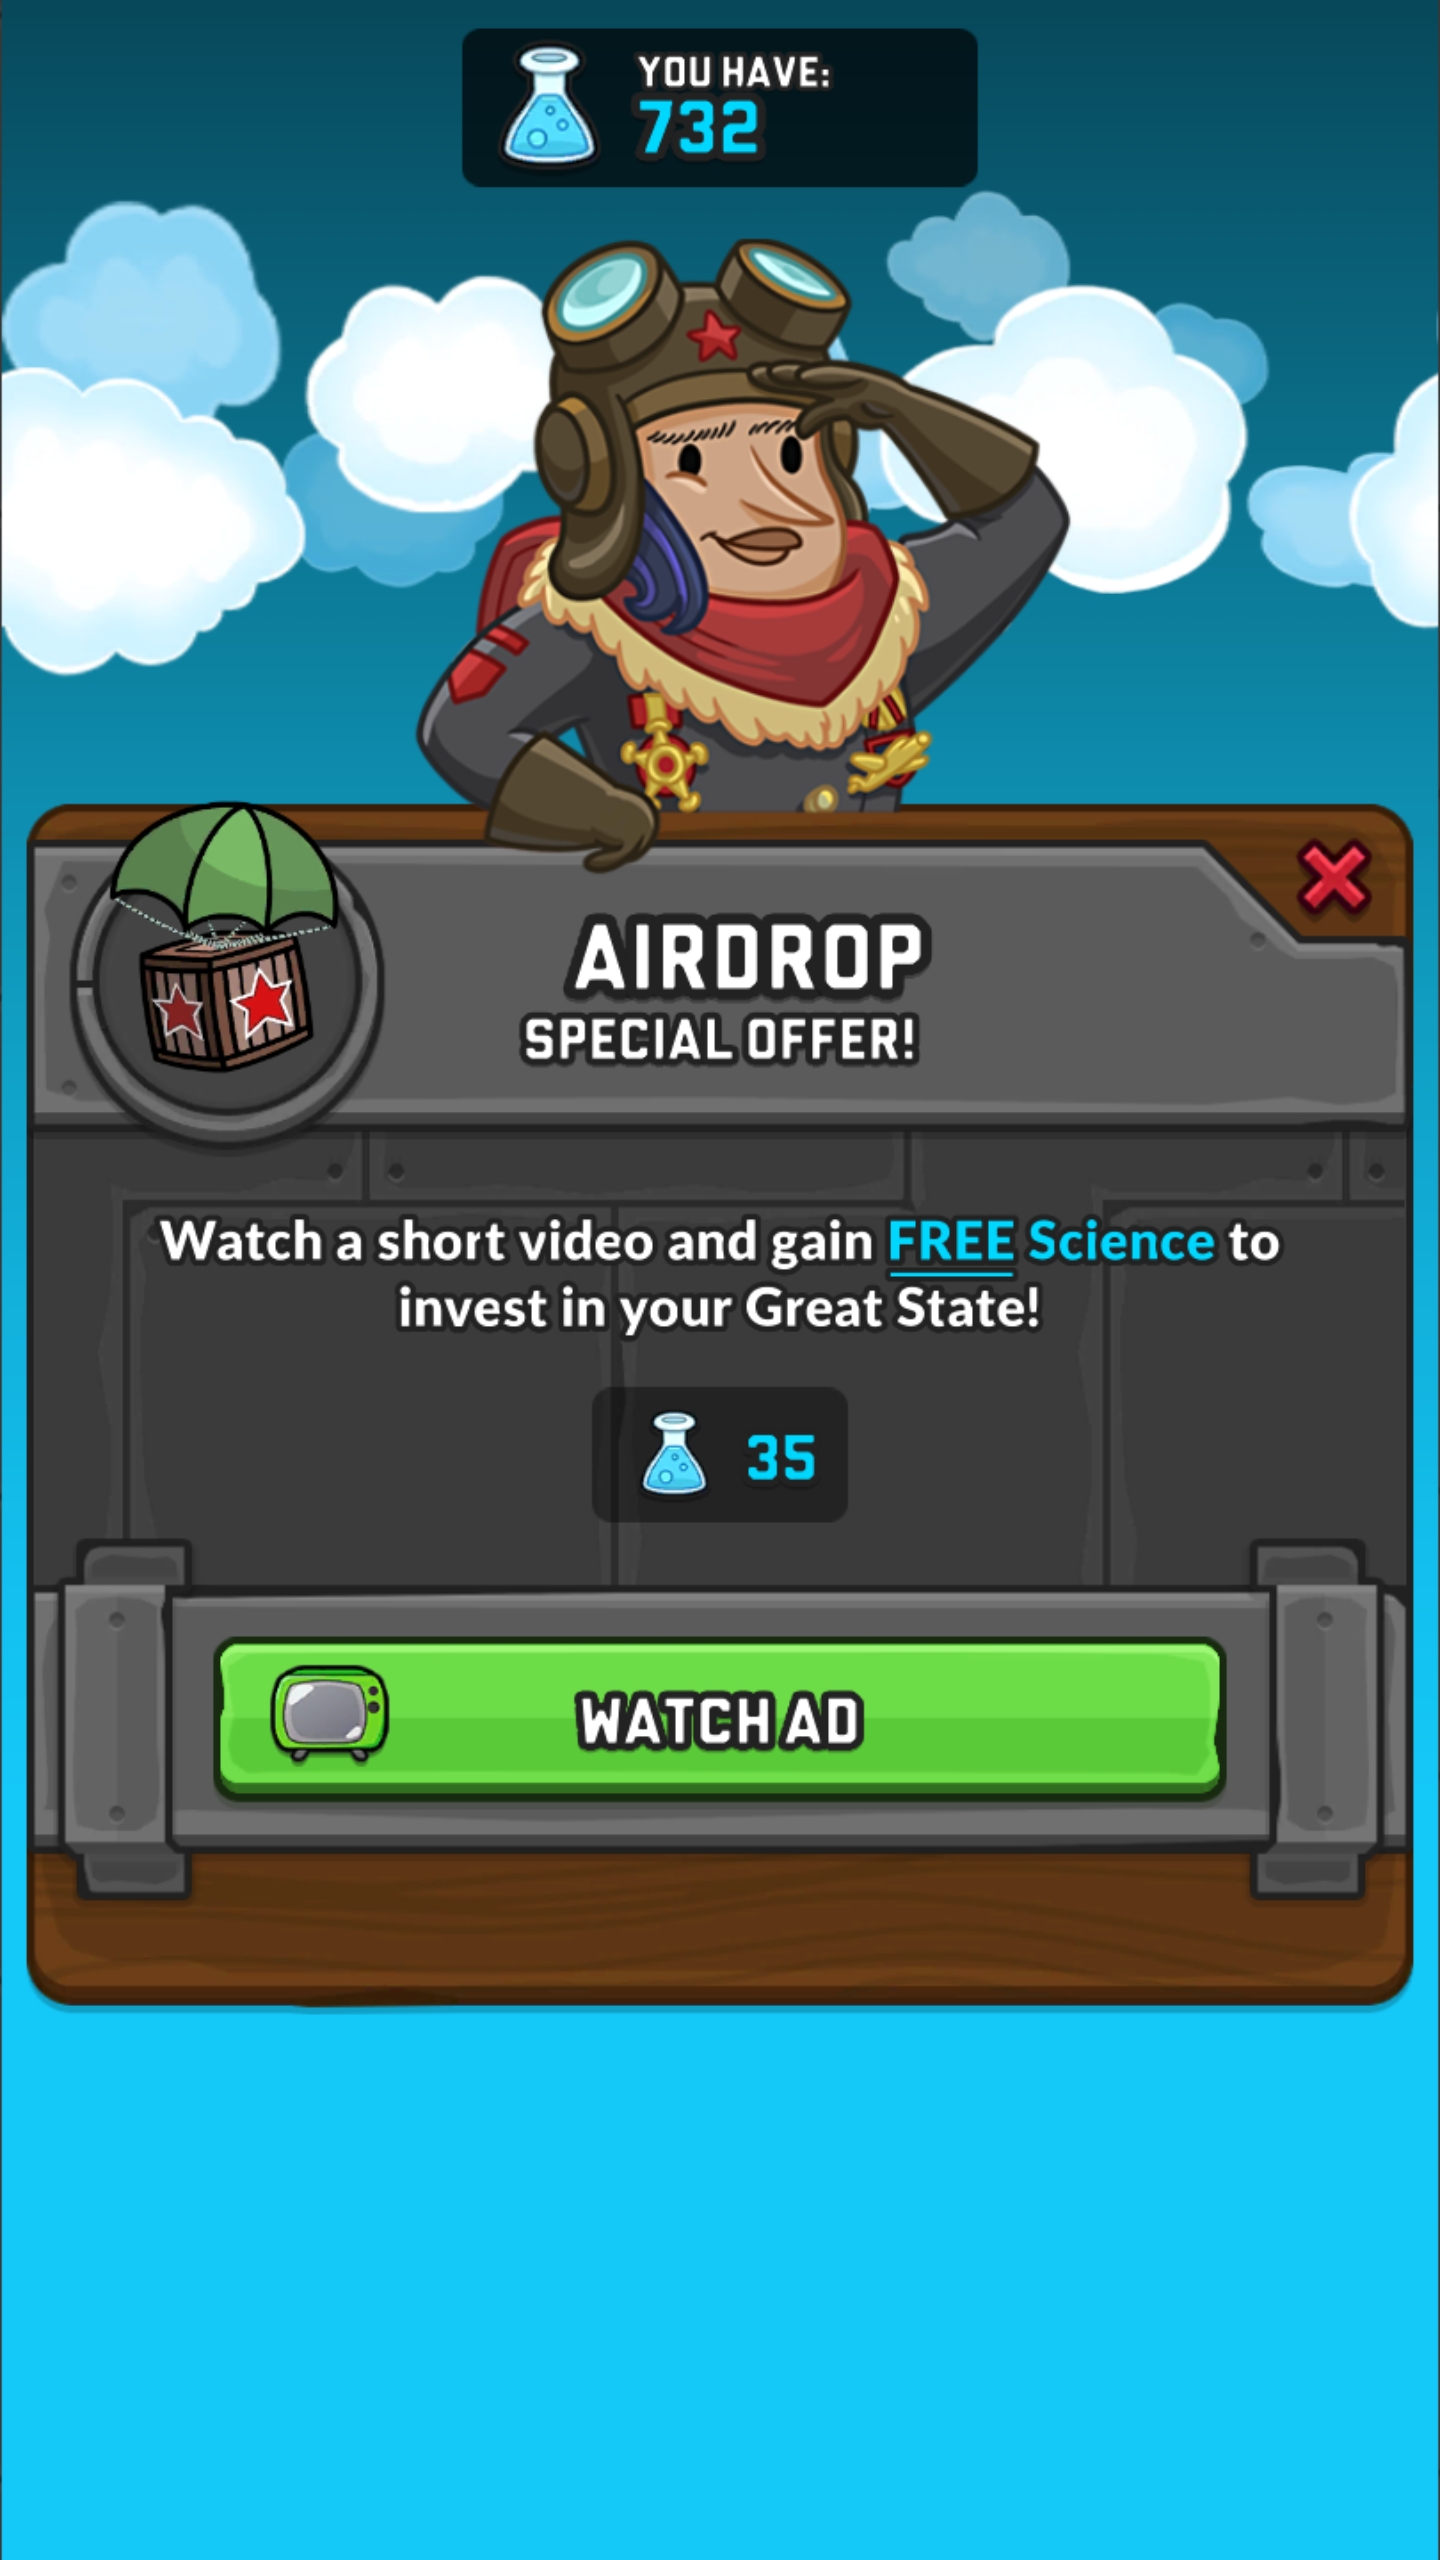 YOU HAVE:
732
AIRDROP
SPECIAL OFFER!
Watch a short video and gain FREE Science to
invest in your Great State!
35
WATCH AD